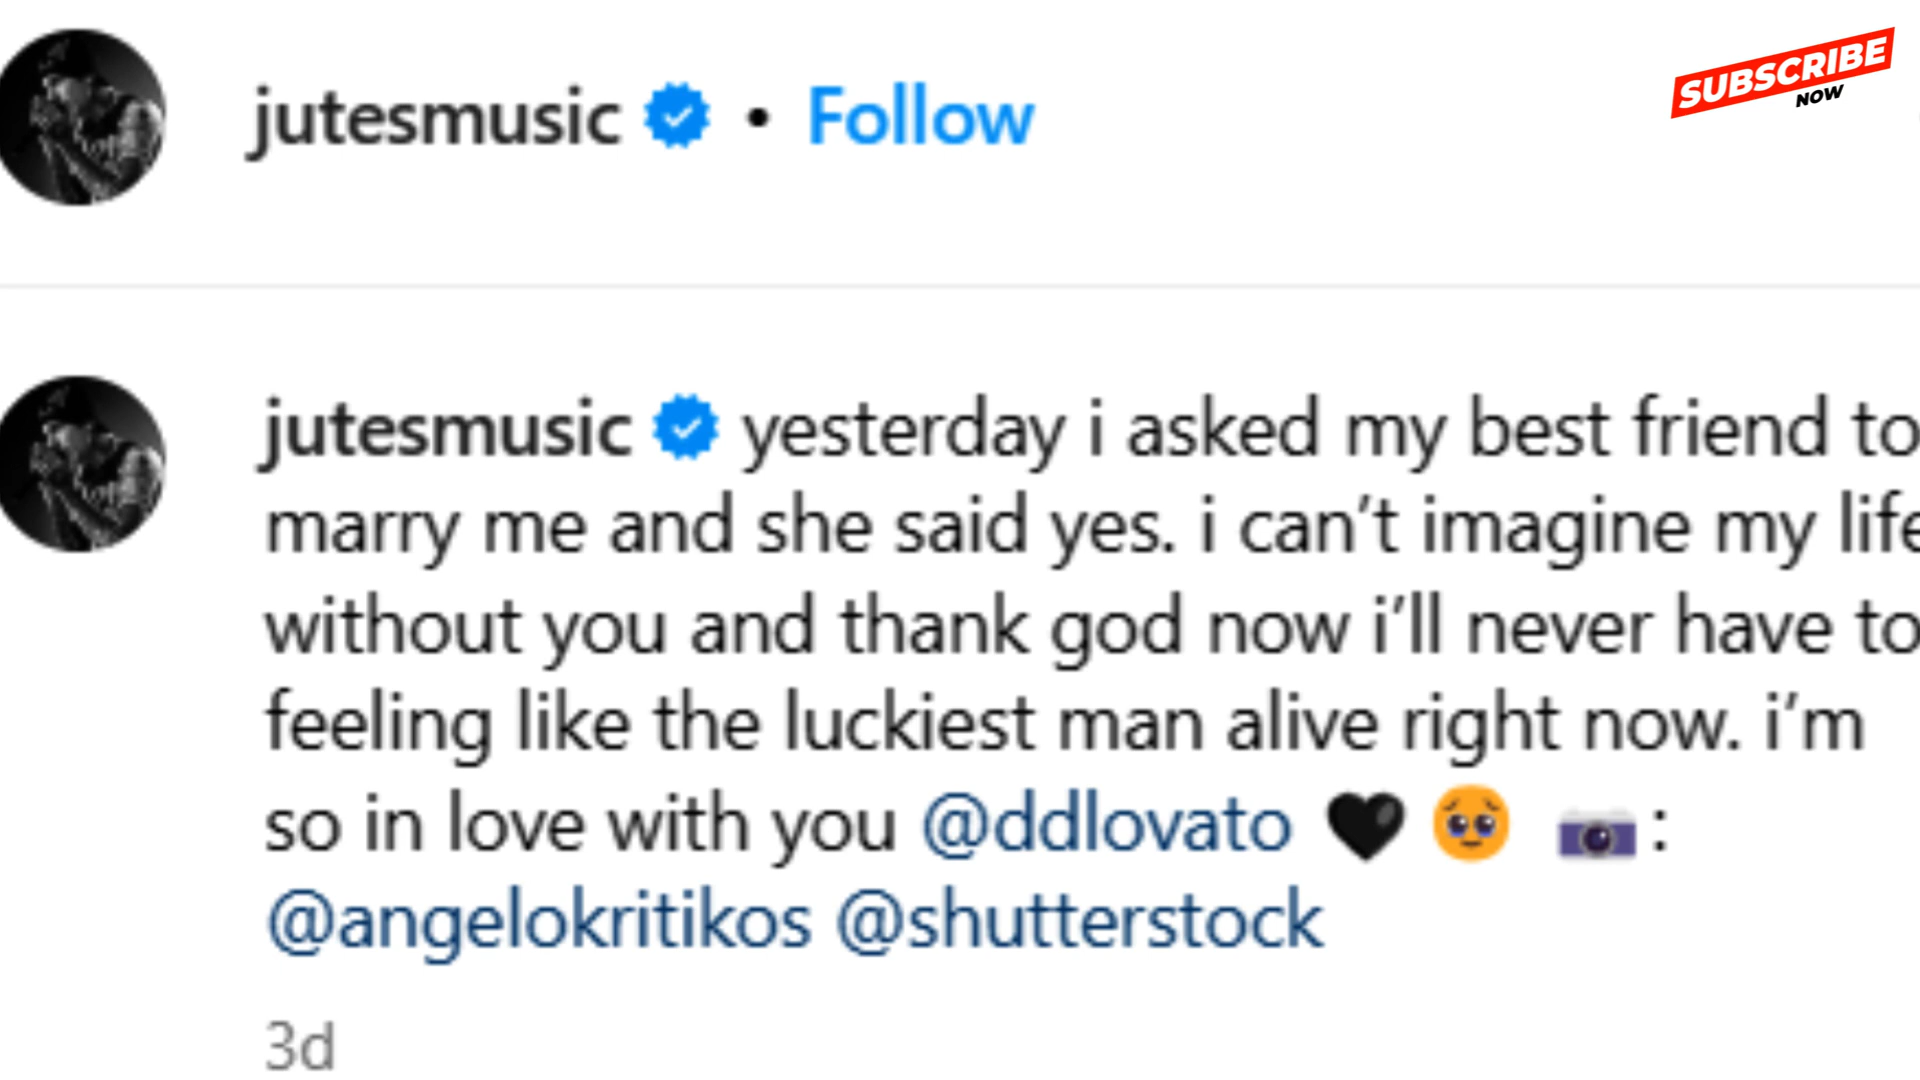 jutesmusic • Follow
SUBSCRIBE
NOW
jutesmusic yesterday i asked my best friend to
marry me and she said yes. i can’t imagine my life
without you and thank god now i’ll never have to
feeling like the luckiest man alive right now. i’m
so in love with you @ddlovato 🖤 🥹 📷 :
@angelokritikos @shutterstock
3d